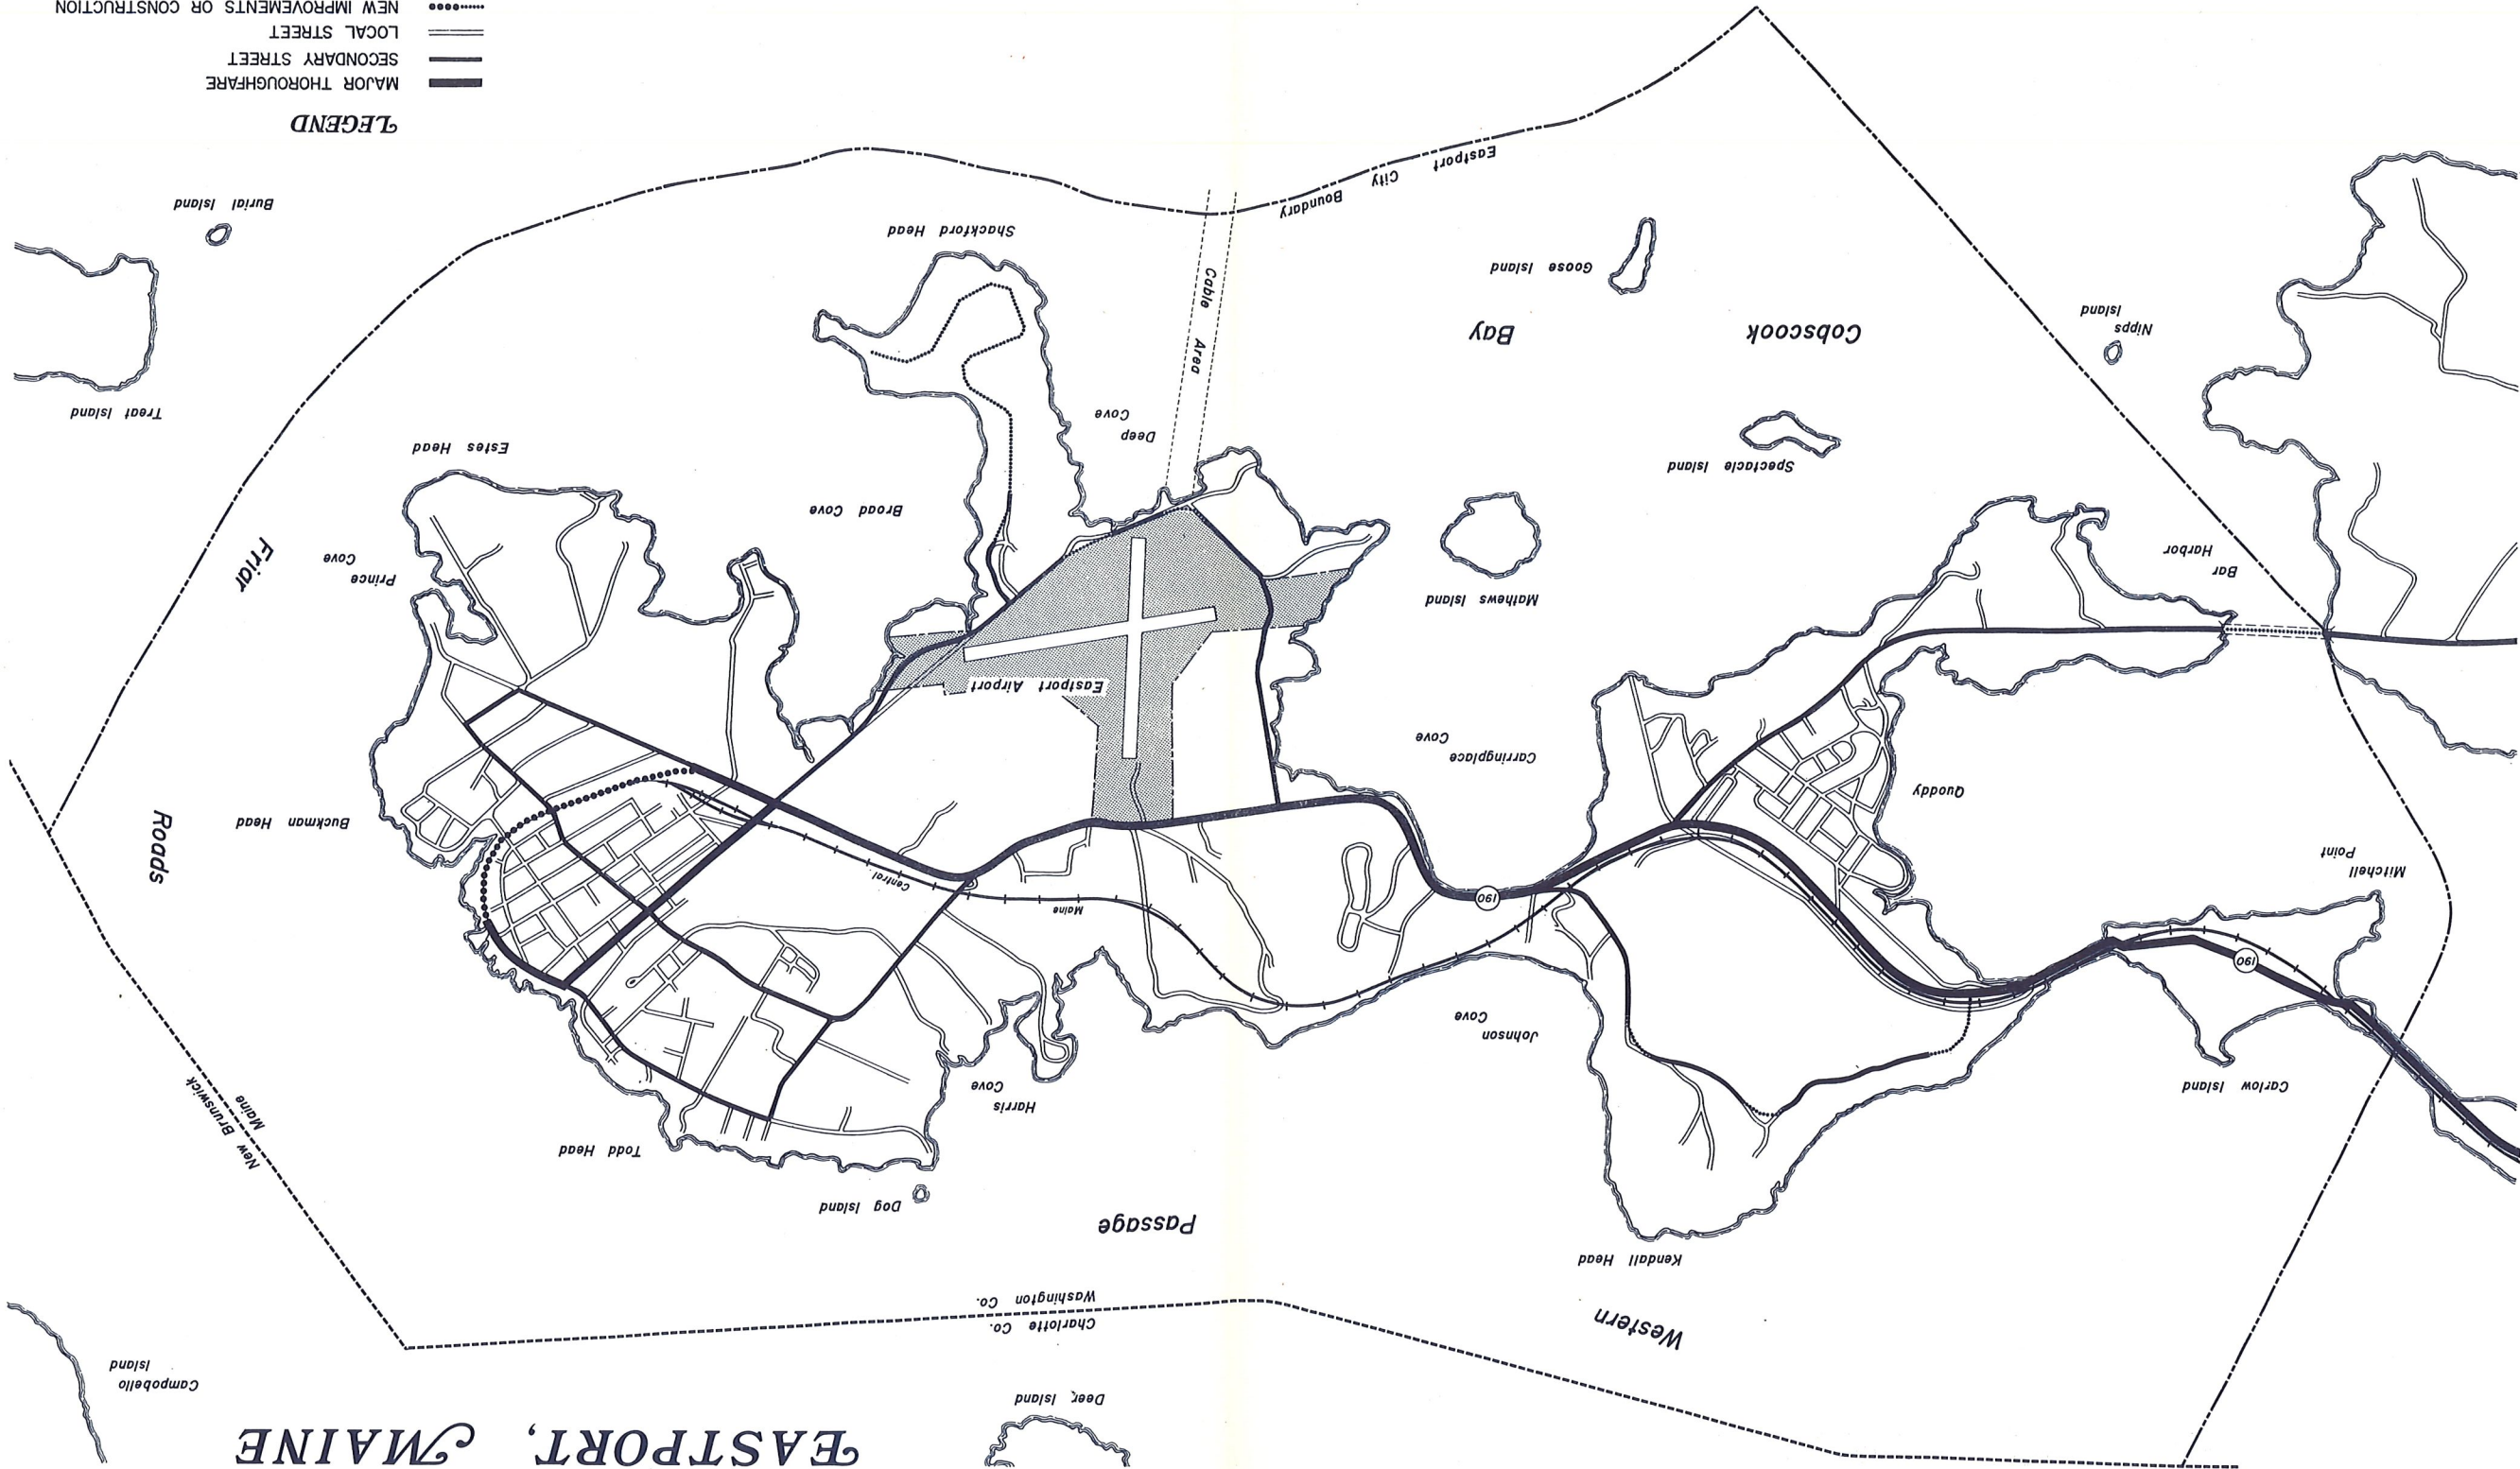 EASTPORT, MAINE
Deer Island
Campobello
Island
Charlotte Co.
Washington Co.
Western
Passage
Kendall Head
Dog Island
Todd Head
New Brunswick
Maine
Carlow Island
Harris
Cove
Johnson
Cove
190
190
Mitchell
Point
Maine
Central
Quoddy
Buckman Head
Roads
Carringplace
Cove
Eastport Airport
Mathews Island
Bar
Harbor
Prince
Cove
Friar
Broad Cove
Spectacle Island
Estes Head
Deep
Cove
Treat Island
Nipps
Island
Cobscook
Bay
Cable Area
Goose Island
Shackford Head
Burial Island
Eastport City Boundary
LEGEND
MAJOR THOROUGHFARE
SECONDARY STREET
LOCAL STREET
NEW IMPROVEMENTS OR CONSTRUCTION